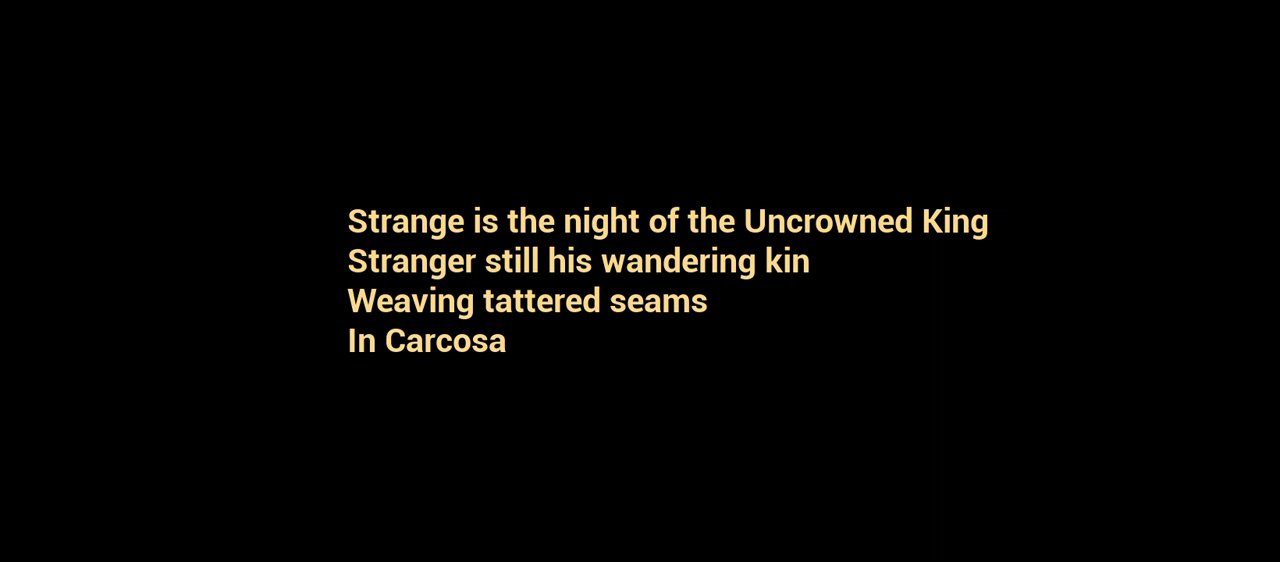 Strange is the night of the Uncrowned King
Stranger still his wandering kin
Weaving tattered seams
In Carcosa